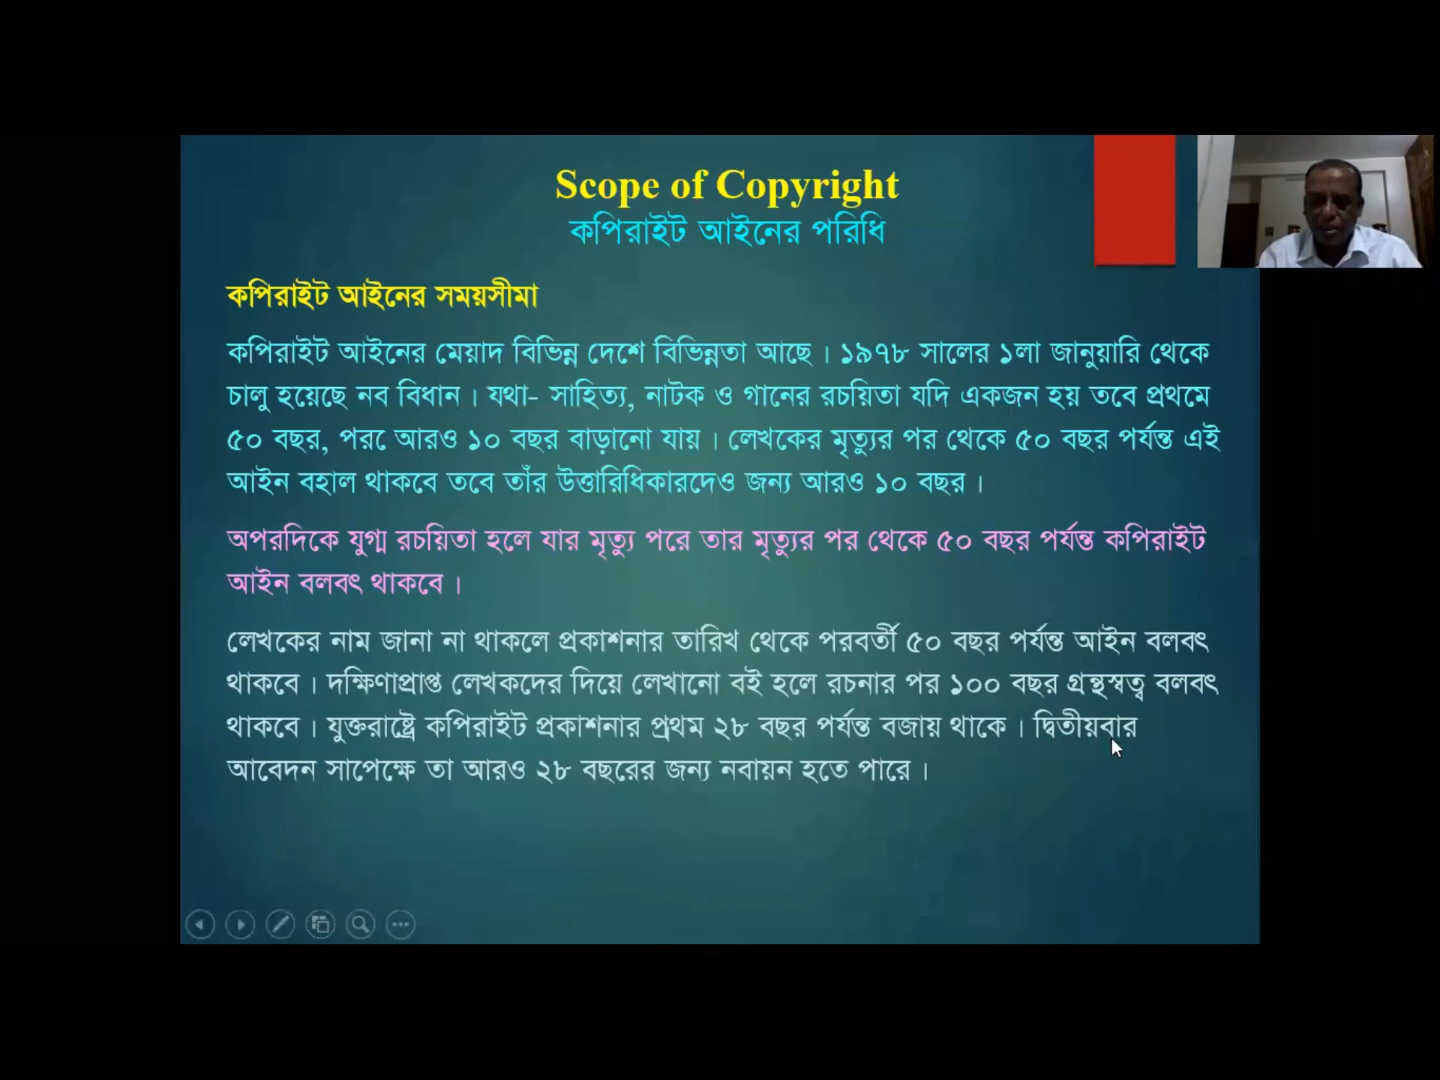 Scope of Copyright
কপিরাইট আইনের পরিধি
কপিরাইট আইনের সময়সীমা
কপিরাইট আইনের মেয়াদ বিভিন্ন দেশে বিভিন্নতা আছে । ১৯৭৮ সালের ১লা জানুয়ারি থেকে
চালু হয়েছে নব বিধান । যথা- সাহিত্য, নাটক ও গানের রচয়িতা যদি একজন হয় তবে প্রথমে
৫০ বছর, পরে আরও ১০ বছর বাড়ানো যায় । লেখকের মৃত্যুর পর থেকে ৫০ বছর পর্যন্ত এই
আইন বহাল থাকবে তবে তাঁর উত্তারিধিকারদেও জন্য আরও ১০ বছর ।
অপরদিকে যুগ্ম রচয়িতা হলে যার মৃত্যু পরে তার মৃত্যুর পর থেকে ৫০ বছর পর্যন্ত কপিরাইট
আইন বলবৎ থাকবে ।
লেখকের নাম জানা না থাকলে প্রকাশনার তারিখ থেকে পরবর্তী ৫০ বছর পর্যন্ত আইন বলবৎ
থাকবে । দক্ষিণাপ্রাপ্ত লেখকদের দিয়ে লেখানো বই হলে রচনার পর ১০০ বছর গ্রন্থস্বত্ব বলবৎ
থাকবে । যুক্তরাষ্ট্রে কপিরাইট প্রকাশনার প্রথম ২৮ বছর পর্যন্ত বজায় থাকে । দ্বিতীয়বার
আবেদন সাপেক্ষে তা আরও ২৮ বছরের জন্য নবায়ন হতে পারে ।